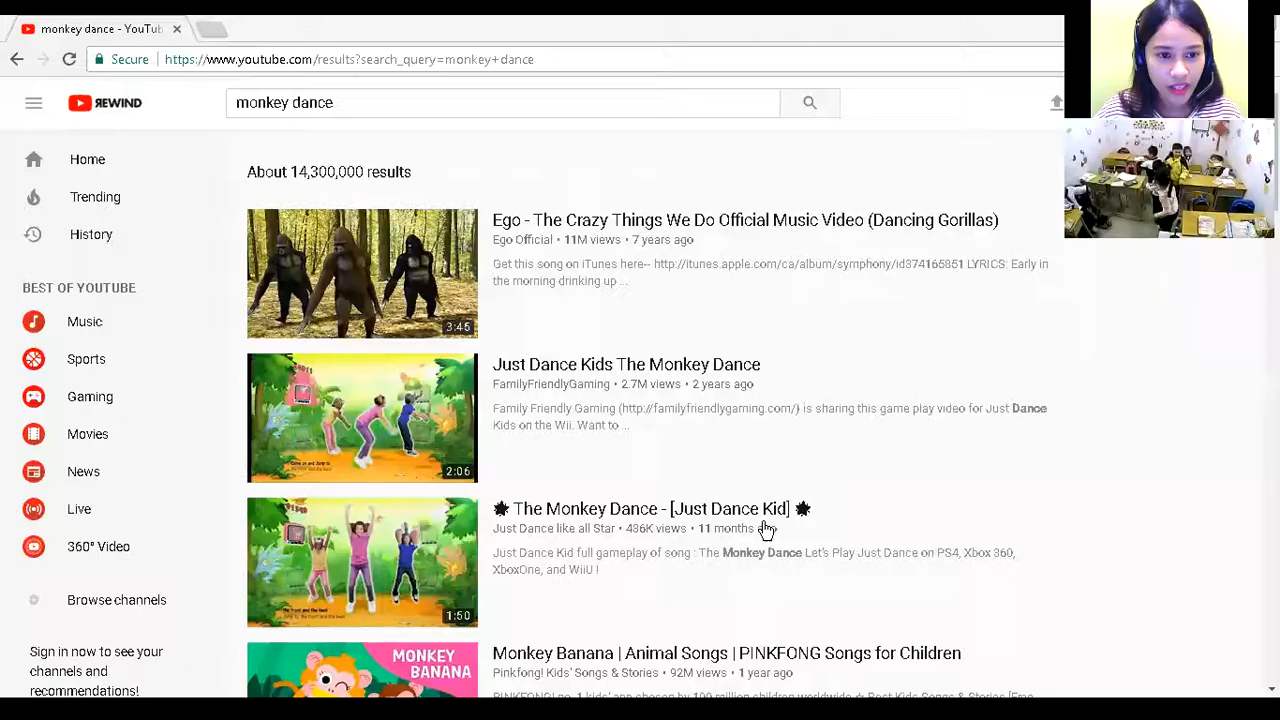 monkey dance - YouTub
Secure
https://www.youtube.com/results?search_query=monkey+dance
REWIND
monkey dance
Home
Trending
History
BEST OF YOUTUBE
Music
Sports
Gaming
Movies
News
Live
360° Video
Browse channels
Sign in now to see your
channels and
recommendations!
About 14,300,000 results
3:45
Ego - The Crazy Things We Do Official Music Video (Dancing Gorillas)
Ego Official • 11M views • 7 years ago
Get this song on iTunes here-- http://itunes.apple.com/ca/album/symphony/id374165851 LYRICS: Early in
the morning drinking up ...
2:06
Just Dance Kids The Monkey Dance
FamilyFriendlyGaming • 2.7M views • 2 years ago
Family Friendly Gaming (http://familyfriendlygaming.com/) is sharing this game play video for Just Dance
Kids on the Wii. Want to ...
1:50
The Monkey Dance - [Just Dance Kid]
Just Dance like all Star • 436K views • 11 months
Just Dance Kid full gameplay of song : The Monkey Dance Let's Play Just Dance on PS4, Xbox 360,
XboxOne, and WiiU !
MONKEY
BANANA
Monkey Banana | Animal Songs | PINKFONG Songs for Children
Pinkfong! Kids' Songs & Stories • 92M views • 1 year ago